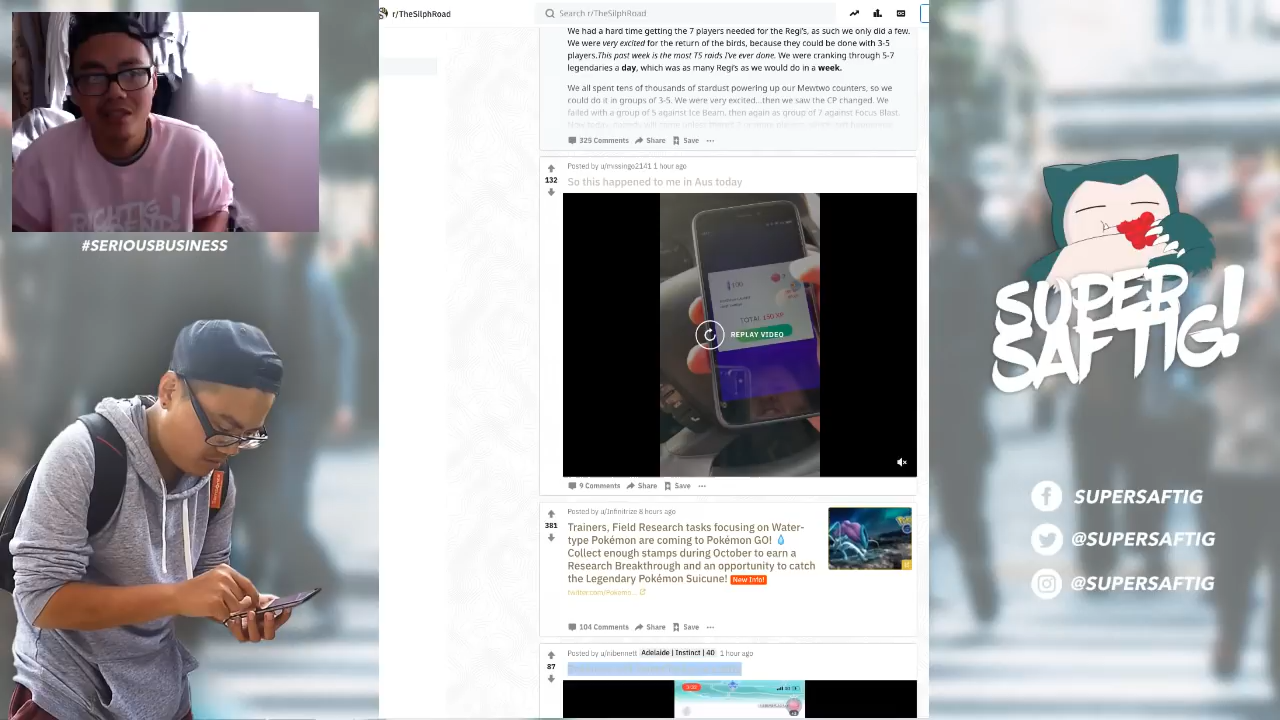 r/TheSilphRoad
Search r/TheSilphRoad
We had a hard time getting the 7 players needed for the Regi's, as such we only did a few.
We were very excited for the return of the birds, because they could be done with 3-5
players.This past week is the most T5 raids I've ever done. We were cranking through 5-7
legendaries a day, which was as many Regi's as we would do in a week.
We all spent tens of thousands of stardust powering up our Mewtwo counters, so we
could do it in groups of 3-5. We were very excited...then we saw the CP changed. We
failed with a group of 5 against Ice Beam, then again as group of 7 against Focus Blast.
325 Comments Share Save
Posted by u/missingo2141 1 hour ago
132
So this happened to me in Aus today
TOTAL 190 XP
REPLAY VIDEO
9 Comments Share Save
Posted by u/Infinitize 8 hours ago
381
Trainers, Field Research tasks focusing on Water-
type Pokémon are coming to Pokémon GO! 💧
Collect enough stamps during October to earn a
Research Breakthrough and an opportunity to catch
the Legendary Pokémon Suicune! New Info!
twitter.com/Pokemo...
104 Comments Share Save
Posted by u/nibennett Adelaide | Instinct | 40 1 hour ago
87
#SERIOUSBUSINESS
SUPER
SAFTIG!
SUPERSAFTIG
@SUPERSAFTIG
@SUPERSAFTIG